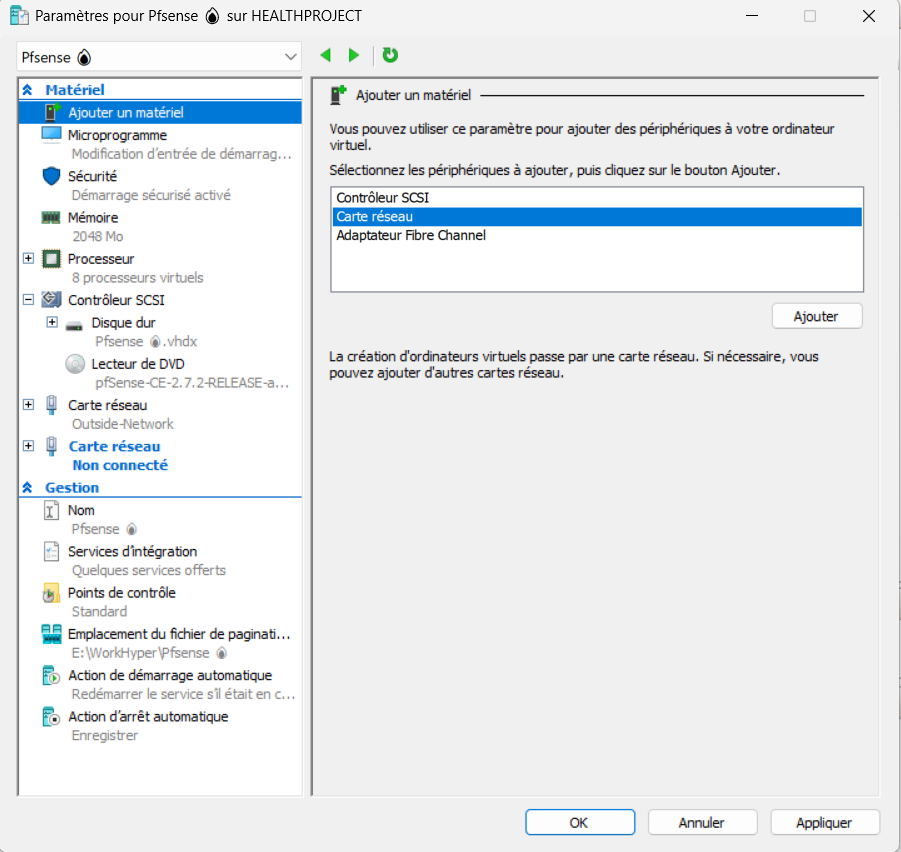 Paramètres pour Pfsense sur HEALTHPROJECT
Pfsense
Matériel
Ajouter un matériel
Microprogramme
Modification d'entrée de démarrag...
Sécurité
Démarrage sécurisé activé
Mémoire
2048 Mo
Processeur
8 processeurs virtuels
Contrôleur SCSI
Disque dur
Pfsense .vhdx
Lecteur de DVD
pfSense-CE-2.7.2-RELEASE-a...
Carte réseau
Outside-Network
Carte réseau
Non connecté
Gestion
Nom
Pfsense
Services d'intégration
Quelques services offerts
Points de contrôle
Standard
Emplacement du fichier de paginati...
E:\WorkHyper\Pfsense
Action de démarrage automatique
Redémarrer le service s'il était en c...
Action d'arrêt automatique
Enregistrer
Ajouter un matériel
Vous pouvez utiliser ce paramètre pour ajouter des périphériques à votre ordinateur
virtuel.
Sélectionnez les périphériques à ajouter, puis cliquez sur le bouton Ajouter.
Contrôleur SCSI
Carte réseau
Adaptateur Fibre Channel
Ajouter
La création d'ordinateurs virtuels passe par une carte réseau. Si nécessaire, vous
pouvez ajouter d'autres cartes réseau.
OK
Annuler
Appliquer